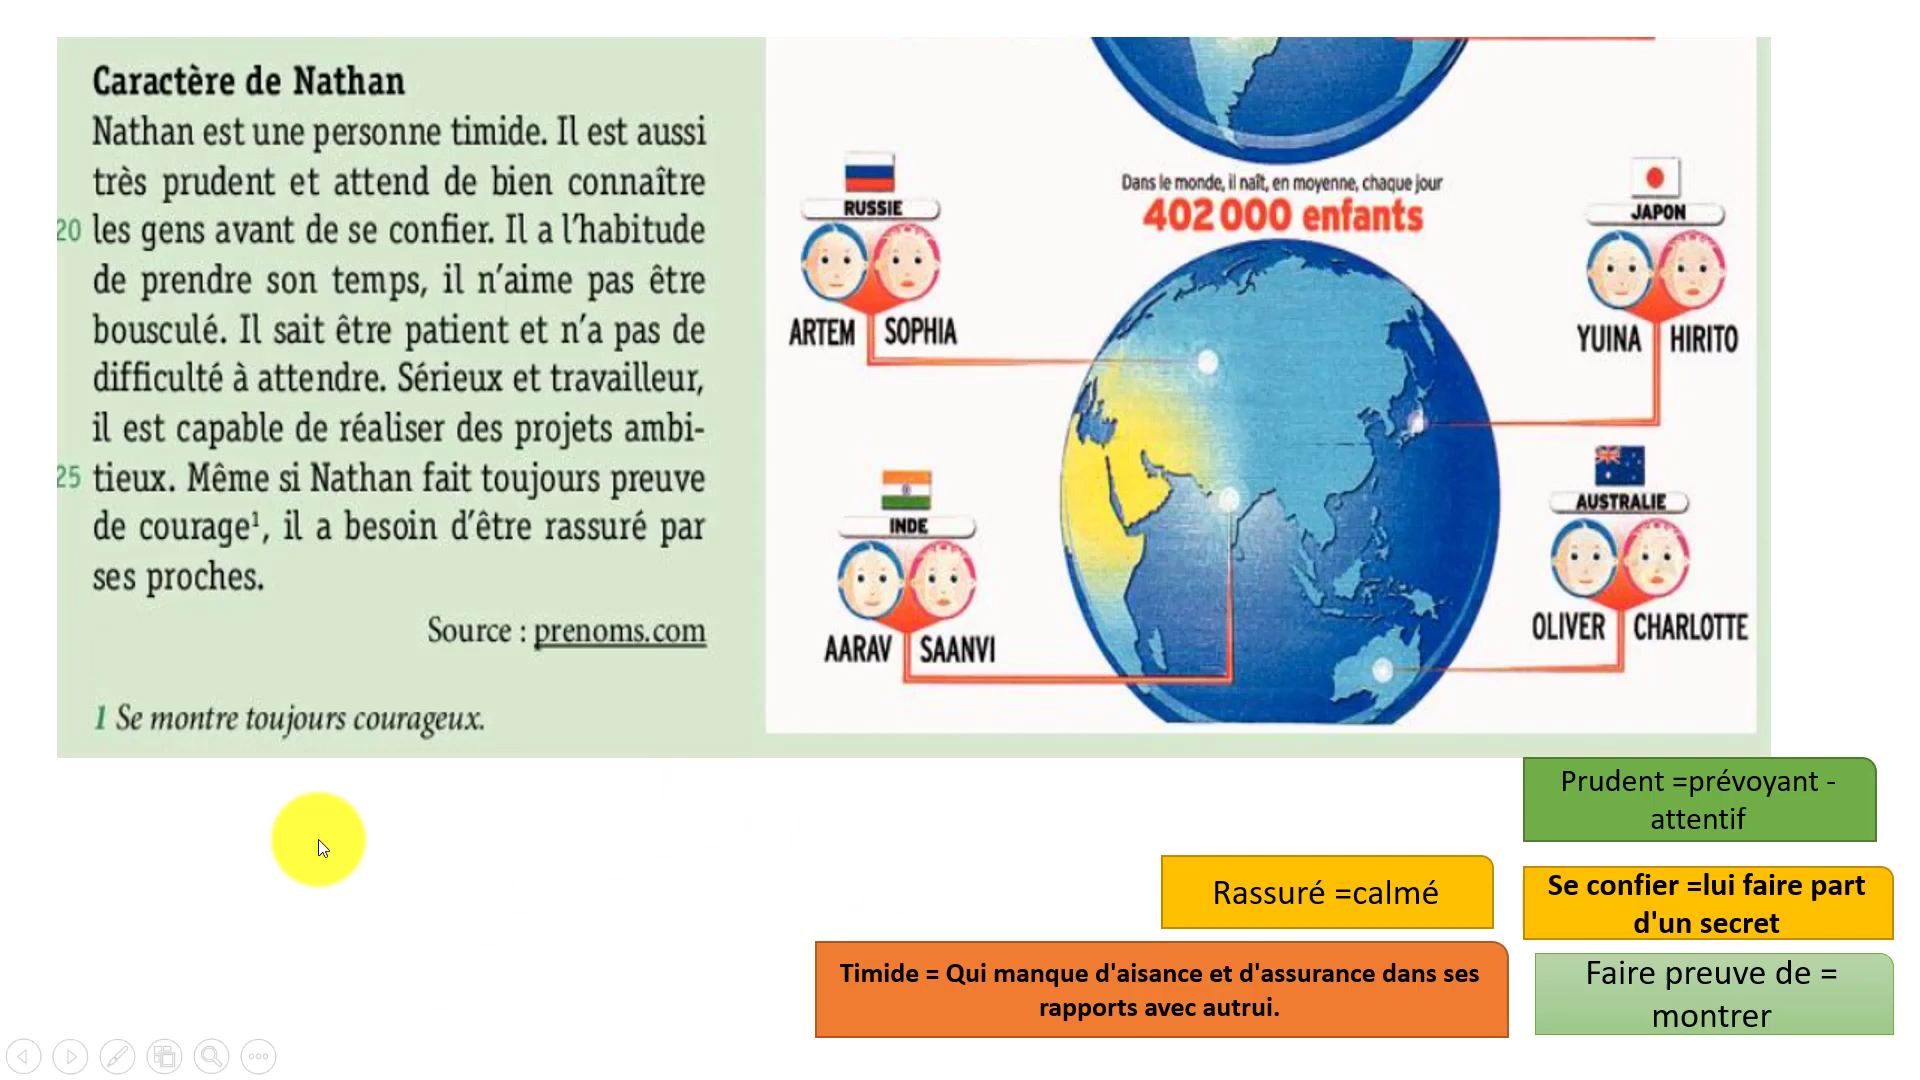 Caractère de Nathan
Nathan est une personne timide. Il est aussi
très prudent et attend de bien connaître
20 les gens avant de se confier. Il a l'habitude
de prendre son temps, il n'aime pas être
bousculé. Il sait être patient et n'a pas de
difficulté à attendre. Sérieux et travailleur,
il est capable de réaliser des projets ambi-
25 tieux. Même si Nathan fait toujours preuve
de courage¹, il a besoin d'être rassuré par
ses proches.
Source : prenoms.com
1 Se montre toujours courageux.
Dans le monde, il naît, en moyenne, chaque jour
402 000 enfants
RUSSIE
ARTEM SOPHIA
JAPON
YUINA HIRITO
INDE
AARAV SAANVI
AUSTRALIE
OLIVER CHARLOTTE
Prudent =prévoyant -
attentif
Rassuré =calmé
Se confier =lui faire part
d'un secret
Timide = Qui manque d'aisance et d'assurance dans ses
rapports avec autrui.
Faire preuve de =
montrer